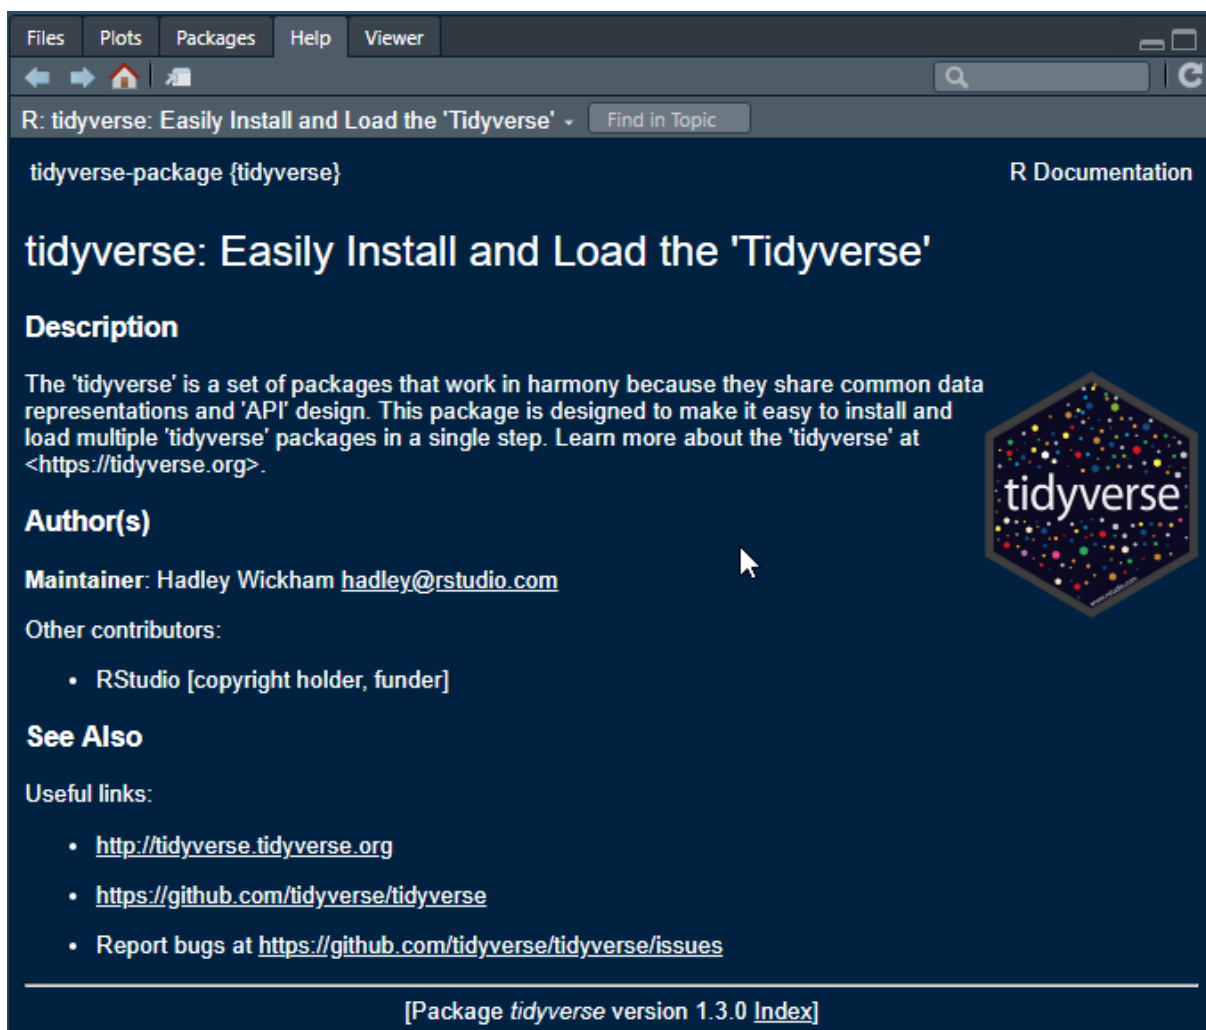 Files Plots Packages Help Viewer
R: tidyverse: Easily Install and Load the 'Tidyverse' Find in Topic
tidyverse-package {tidyverse} R Documentation
tidyverse: Easily Install and Load the 'Tidyverse'
Description
The 'tidyverse' is a set of packages that work in harmony because they share common data
representations and 'API' design. This package is designed to make it easy to install and
load multiple 'tidyverse' packages in a single step. Learn more about the 'tidyverse' at
<https://tidyverse.org>.
tidyverse
www.rstudio.com
Author(s)
Maintainer: Hadley Wickham hadley@rstudio.com
Other contributors:
• RStudio [copyright holder, funder]
See Also
Useful links:
• http://tidyverse.tidyverse.org
• https://github.com/tidyverse/tidyverse
• Report bugs at https://github.com/tidyverse/tidyverse/issues
[Package tidyverse version 1.3.0 Index]